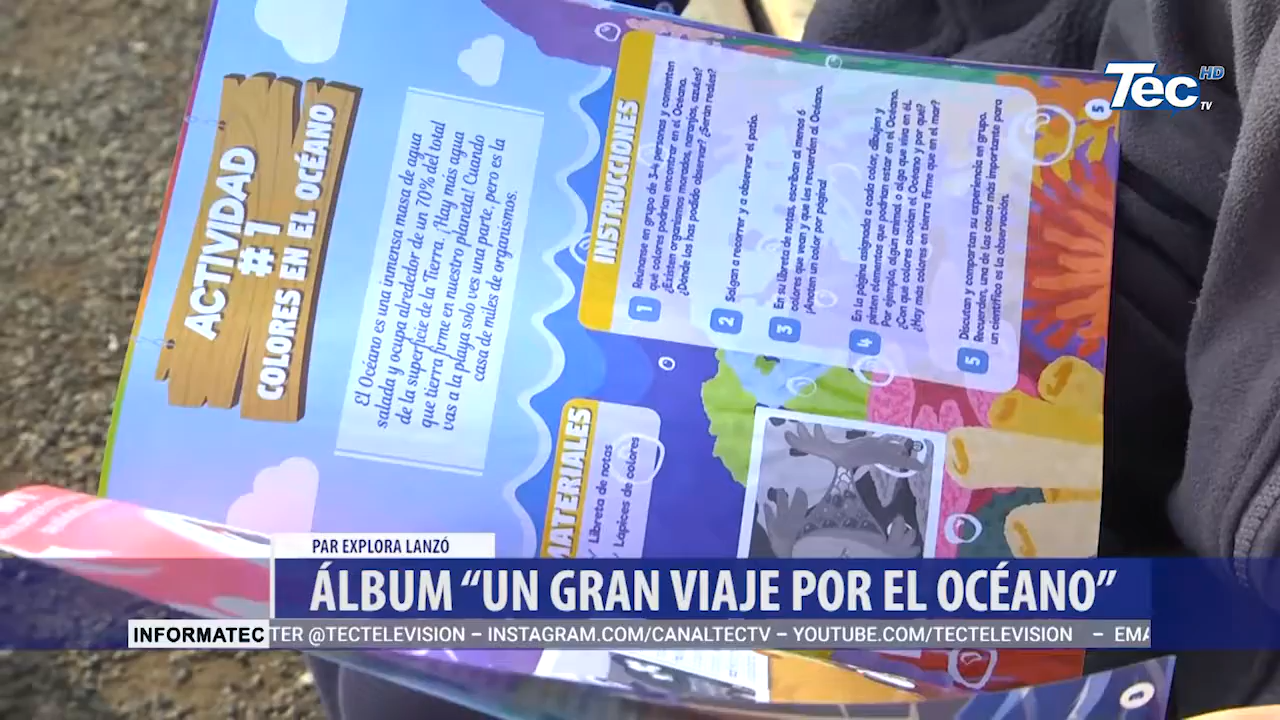 ACTIVIDAD
#1
COLORES EN EL OCÉANO
El Océano es una inmensa masa de agua
salada y ocupa alrededor de un 70% del total
de la superficie de la Tierra. ¡Hay más agua
que tierra firme en nuestro planeta! Cuando
vas a la playa solo ves una parte, pero es la
casa de miles de organismos.
MATERIALES
✓ Libreta de notas
✓ Lápices de colores
INSTRUCCIONES
1 Reúnanse en grupo de 3-4 personas y comenten
qué colores podrían encontrar en el Océano.
¿Existen organismos morados, naranjos, azules?
¿Dónde los has podido observar? ¿Serán reales?
2 Salgan a recorrer y a observar el patio.
3 En su libreta de notas, escriban al menos 6
colores que vean y que les recuerden al Océano.
¡Anoten un color por página!
4 En la página asignada a cada color, dibujen y
pinten elementos que podrían estar en el Océano.
Por ejemplo, algún animal o algo que viva en él.
¿Con qué colores asocian el Océano y por qué?
¿Hay más colores en tierra firme que en el mar?
5 Discutan y compartan su experiencia en grupo.
Recuerden, una de las cosas más importante para
un científico es la observación.
5
Tec HD
TV
PAR EXPLORA LANZÓ
ÁLBUM “UN GRAN VIAJE POR EL OCÉANO”
INFORMATEC TER @TECTELEVISION – INSTAGRAM.COM/CANALTECTV – YOUTUBE.COM/TECTELEVISION – EMA